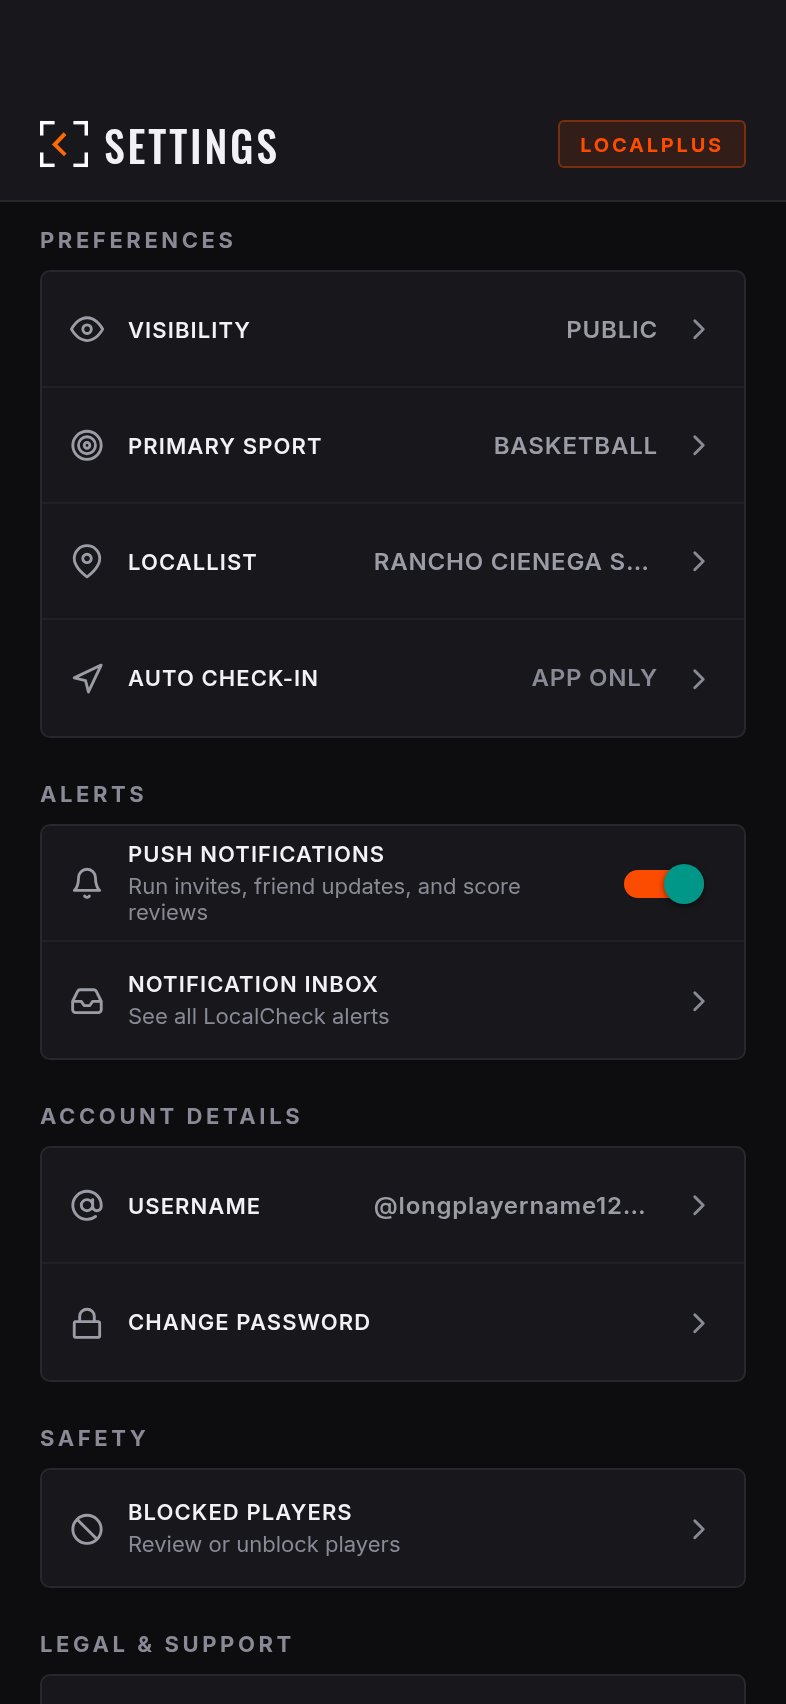 SETTINGS
LOCALPLUS
PREFERENCES
VISIBILITY
PUBLIC
PRIMARY SPORT
BASKETBALL
LOCALLIST
RANCHO CIENEGA S...
AUTO CHECK-IN
APP ONLY
ALERTS
PUSH NOTIFICATIONS
Run invites, friend updates, and score
reviews
NOTIFICATION INBOX
See all LocalCheck alerts
ACCOUNT DETAILS
USERNAME
@longplayername12...
CHANGE PASSWORD
SAFETY
BLOCKED PLAYERS
Review or unblock players
LEGAL & SUPPORT